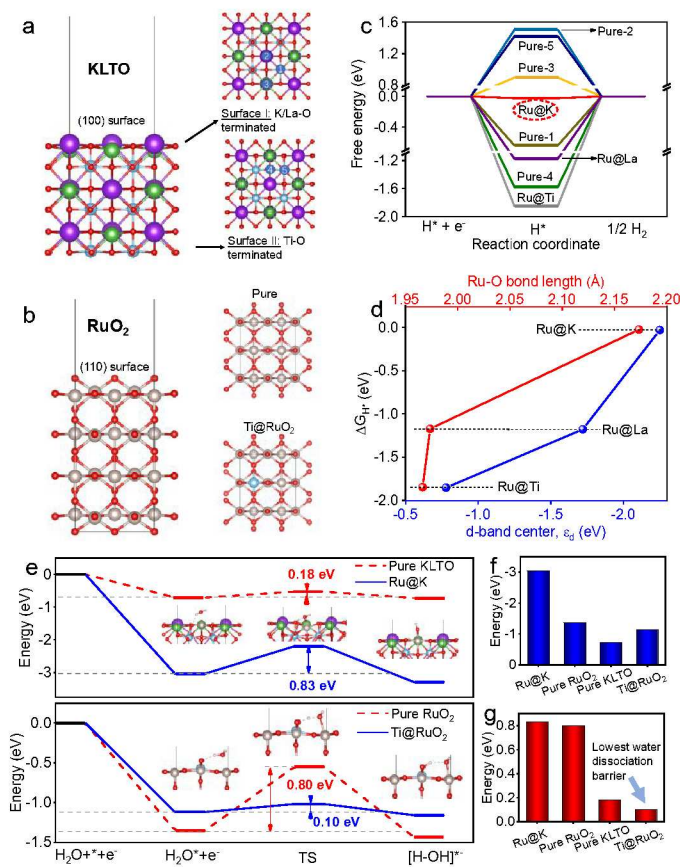 a
KLTO
(100) surface
Surface I: K/La-O
terminated
Surface II: Ti-O
terminated
b
RuO2
(110) surface
Pure
Ti@RuO2
c
Free energy (eV)
1.6
0.8
0.0
-0.4
-1.2
-1.6
-2.0
Pure-2
Pure-5
Pure-3
Ru@K
Pure-1
Ru@La
Pure-4
Ru@Ti
H* + e-
H*
1/2 H2
Reaction coordinate
d
Ru-O bond length (Å)
1.95 2.00 2.05 2.10 2.15 2.20
ΔGH* (eV)
0.0
-0.5
-1.0
-1.5
-2.0
Ru@K
Ru@La
Ru@Ti
-0.5 -1.0 -1.5 -2.0
d-band center, εd (eV)
e
Energy (eV)
0
-1
-2
-3
Pure KLTO
Ru@K
0.18 eV
0.83 eV
Energy (eV)
0.0
-0.5
-1.0
-1.5
Pure RuO2
Ti@RuO2
0.80 eV
0.10 eV
H2O+*+e-
H2O*+e-
TS
[H-OH]*-
f
Energy (eV)
-3
-2
-1
0
Ru@K
Pure RuO2
Pure KLTO
Ti@RuO2
g
Energy (eV)
0.8
0.4
0.0
Lowest water
dissociation
barrier
Ru@K
Pure RuO2
Pure KLTO
Ti@RuO2